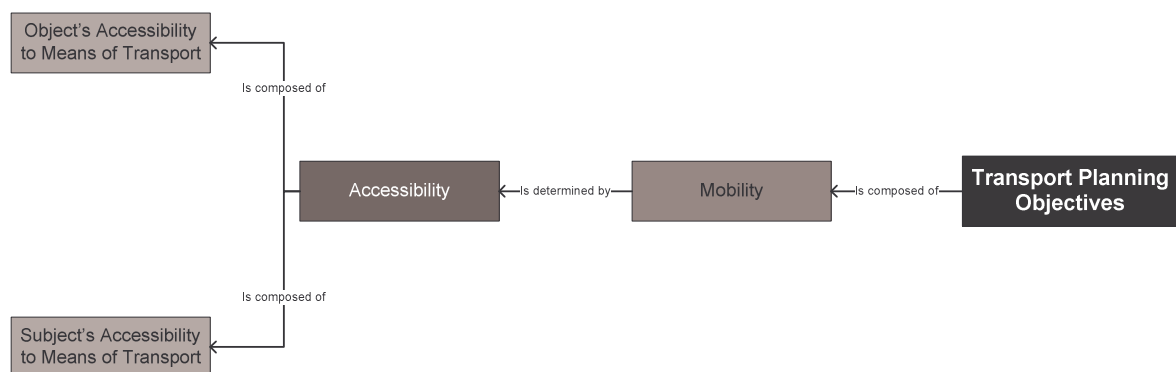 Object's Accessibility
to Means of Transport
Is composed of
Accessibility
Is determined by
Mobility
Is composed of
Transport Planning
Objectives
Is composed of
Subject's Accessibility
to Means of Transport